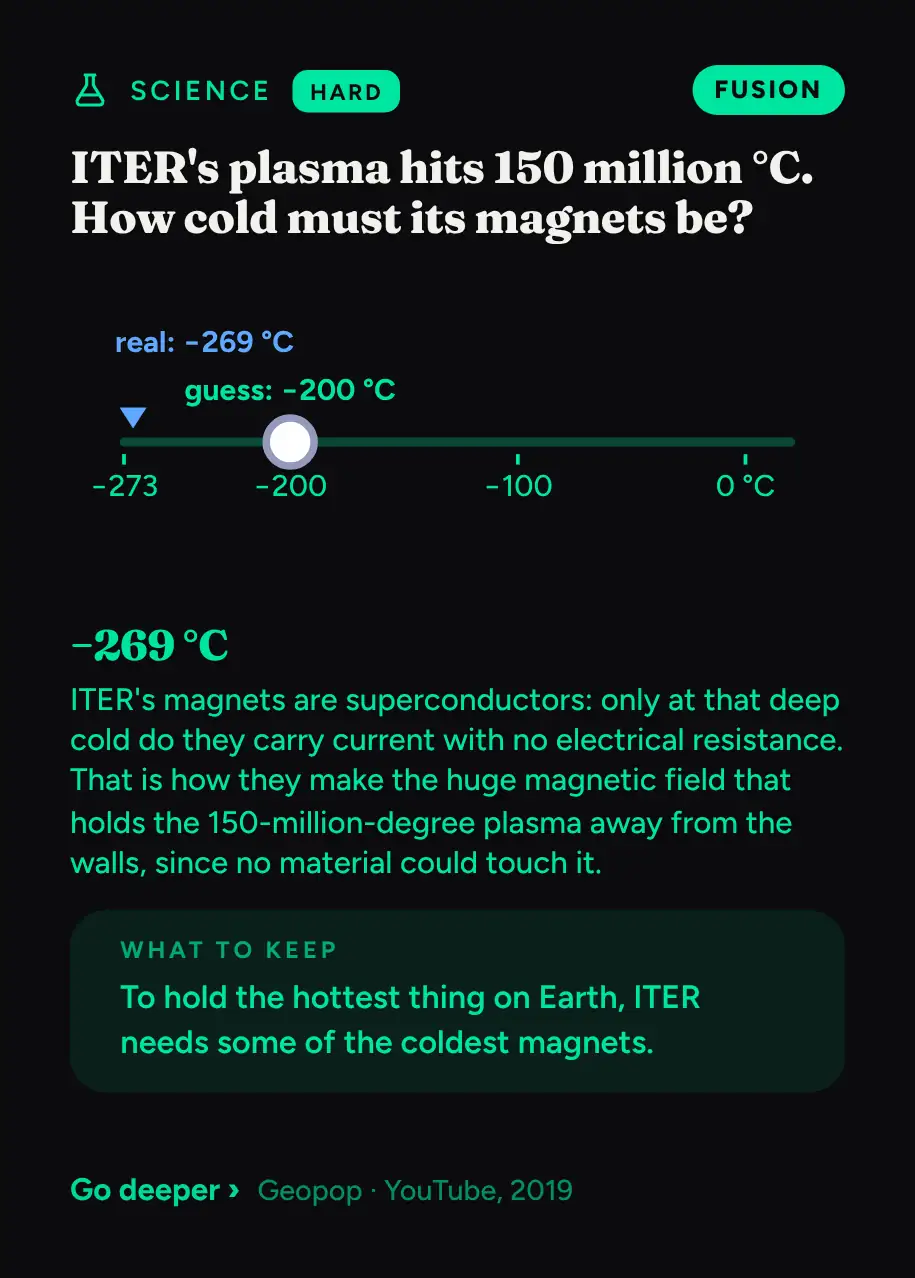 SCIENCE HARD FUSION
ITER's plasma hits 150 million °C.
How cold must its magnets be?
real: −269 °C
guess: −200 °C
−273 −200 −100 0 °C
−269 °C
ITER's magnets are superconductors: only at that deep
cold do they carry current with no electrical resistance.
That is how they make the huge magnetic field that
holds the 150-million-degree plasma away from the
walls, since no material could touch it.
WHAT TO KEEP
To hold the hottest thing on Earth, ITER
needs some of the coldest magnets.
Go deeper › Geopop · YouTube, 2019